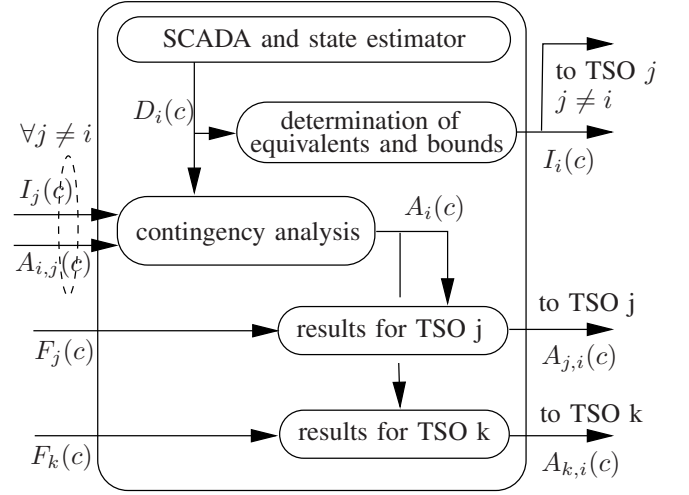 SCADA and state estimator
to TSO j
j ≠ i
D_i(c)
determination of
equivalents and bounds
I_i(c)
∀j ≠ i
I_j(c)
A_i(c)
contingency analysis
A_{i,j}(c)
to TSO j
results for TSO j
F_j(c)
A_{j,i}(c)
to TSO k
results for TSO k
F_k(c)
A_{k,i}(c)